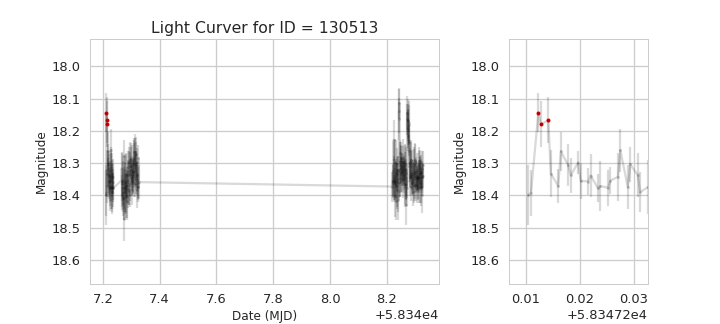 Light Curver for ID = 130513
18.0
18.1
18.2
18.3
18.4
18.5
18.6
Magnitude
7.2 7.4 7.6 7.8 8.0 8.2
Date (MJD)
+5.834e4
18.0
18.1
18.2
18.3
18.4
18.5
18.6
Magnitude
0.01 0.02 0.03
+5.83472e4